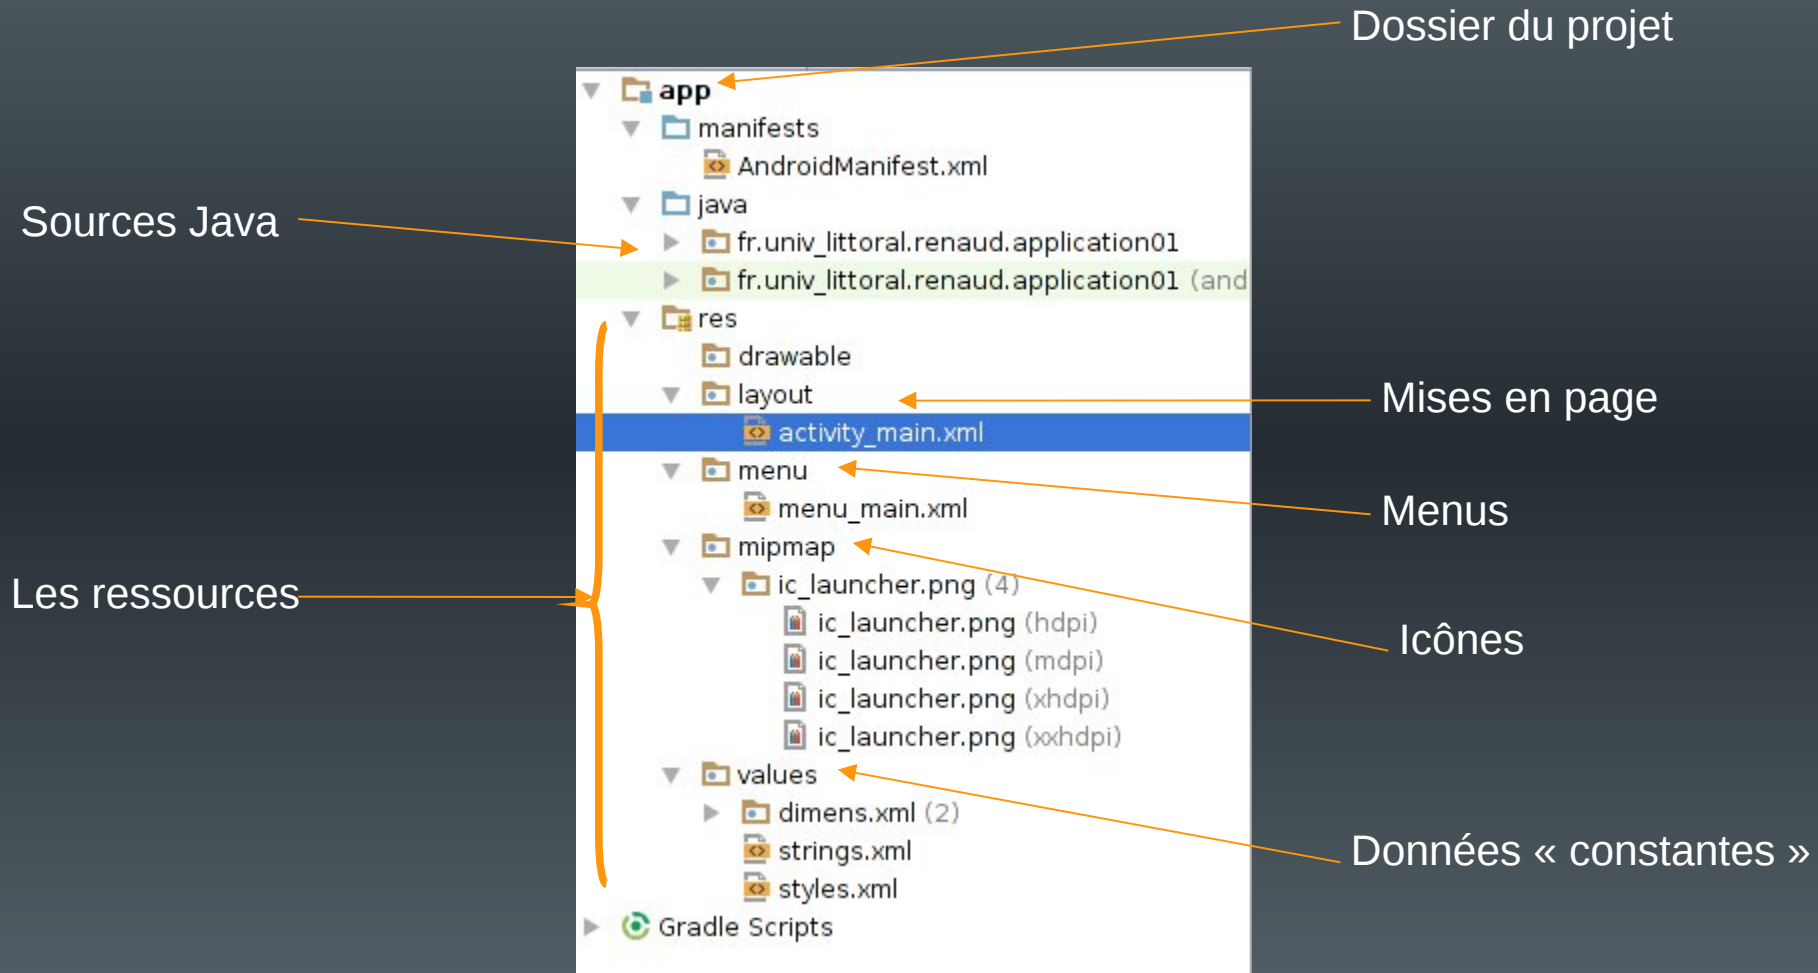 Dossier du projet
app
manifests
AndroidManifest.xml
java
Sources Java
fr.univ_littoral.renaud.application01
fr.univ_littoral.renaud.application01 (and
res
drawable
layout
Mises en page
activity_main.xml
menu
Menus
menu_main.xml
mipmap
Les ressources
ic_launcher.png (4)
ic_launcher.png (hdpi)
Icônes
ic_launcher.png (mdpi)
ic_launcher.png (xhdpi)
ic_launcher.png (xxhdpi)
values
dimens.xml (2)
strings.xml
Données « constantes »
styles.xml
Gradle Scripts